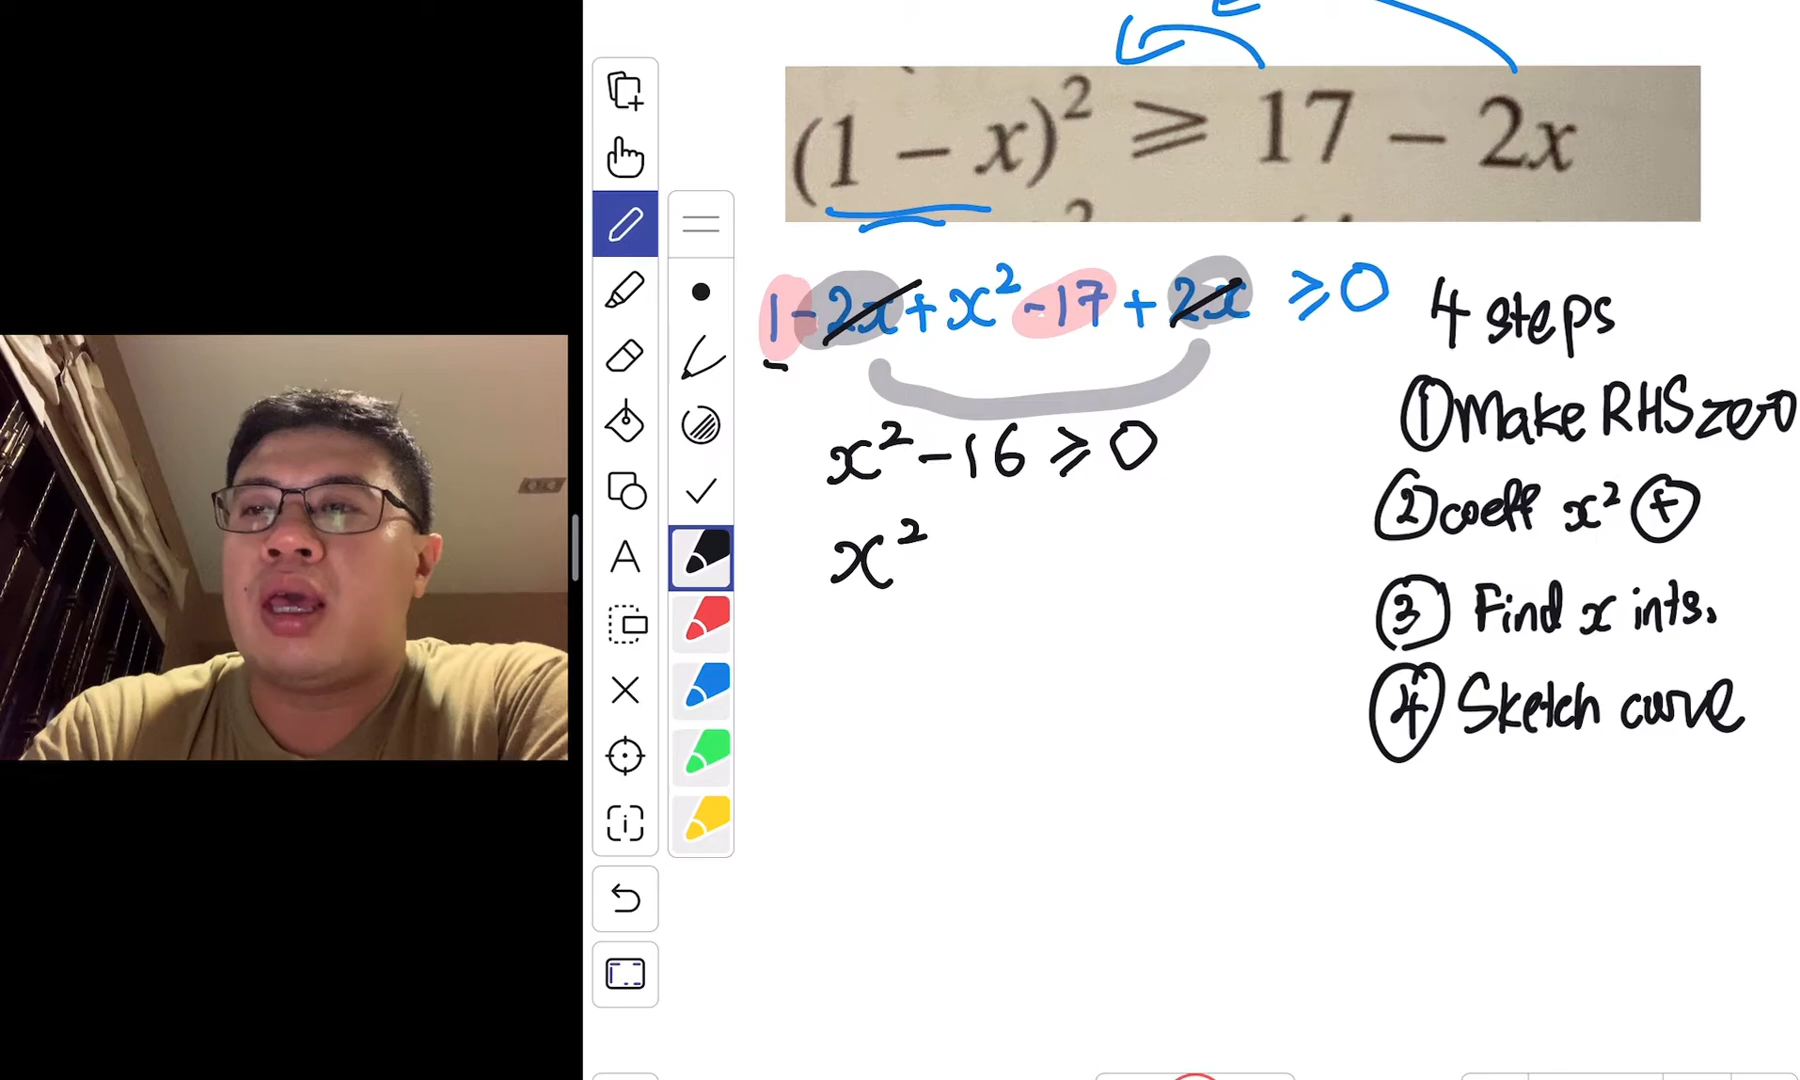 (1 − x)² ⩾ 17 − 2x
1 - 2x + x² - 17 + 2x ⩾ 0
x² - 16 ⩾ 0
x²
4 steps
① Make RHS zero
② coeff x² ⊕
③ Find x ints.
④ Sketch curve
A